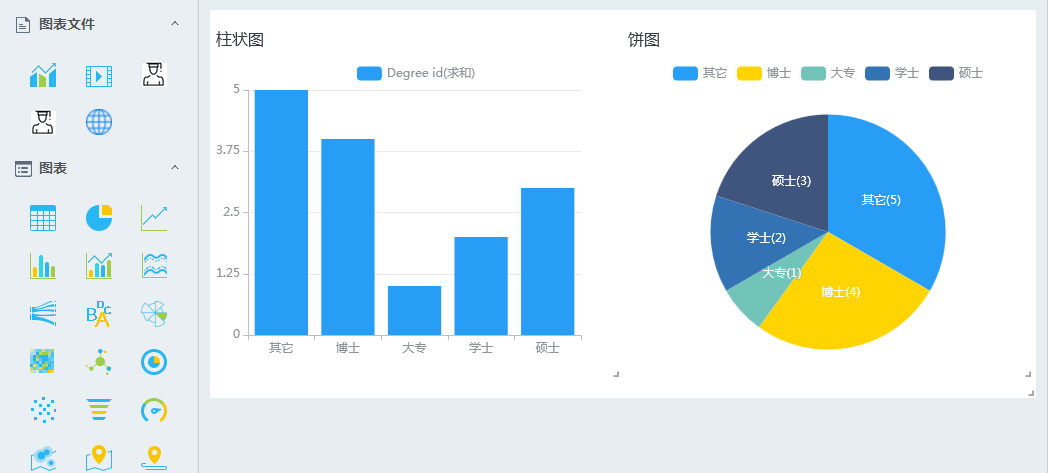 图表文件
图表
柱状图
Degree id(求和)
5
3.75
2.5
1.25
0
其它 博士 大专 学士 硕士
饼图
其它 博士 大专 学士 硕士
硕士(3)
其它(5)
学士(2)
大专(1)
博士(4)